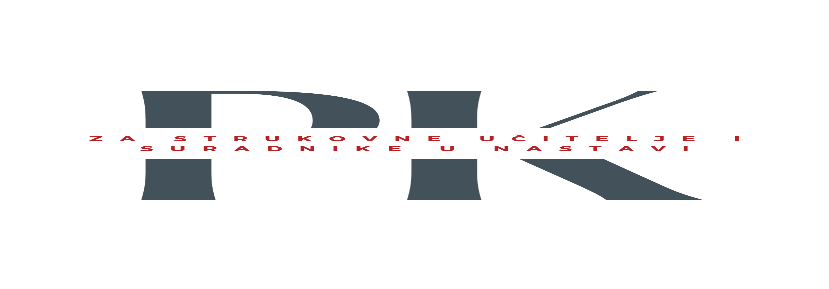 PK
ZA STRUKOVNE UČITELJE I
SURADNIKE U NASTAVI